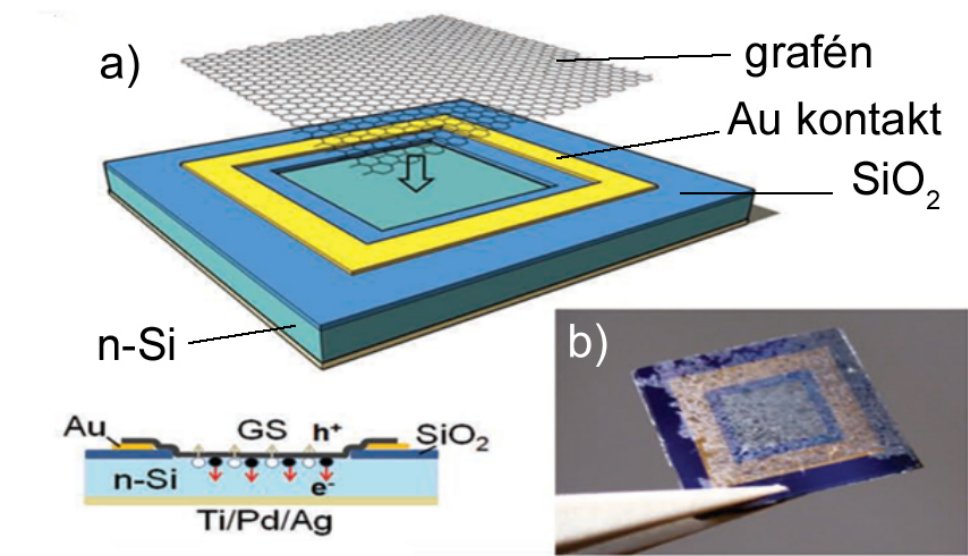 a)
grafén
Au kontakt
SiO2
n-Si
b)
Au
GS
h+
SiO2
n-Si
e-
Ti/Pd/Ag